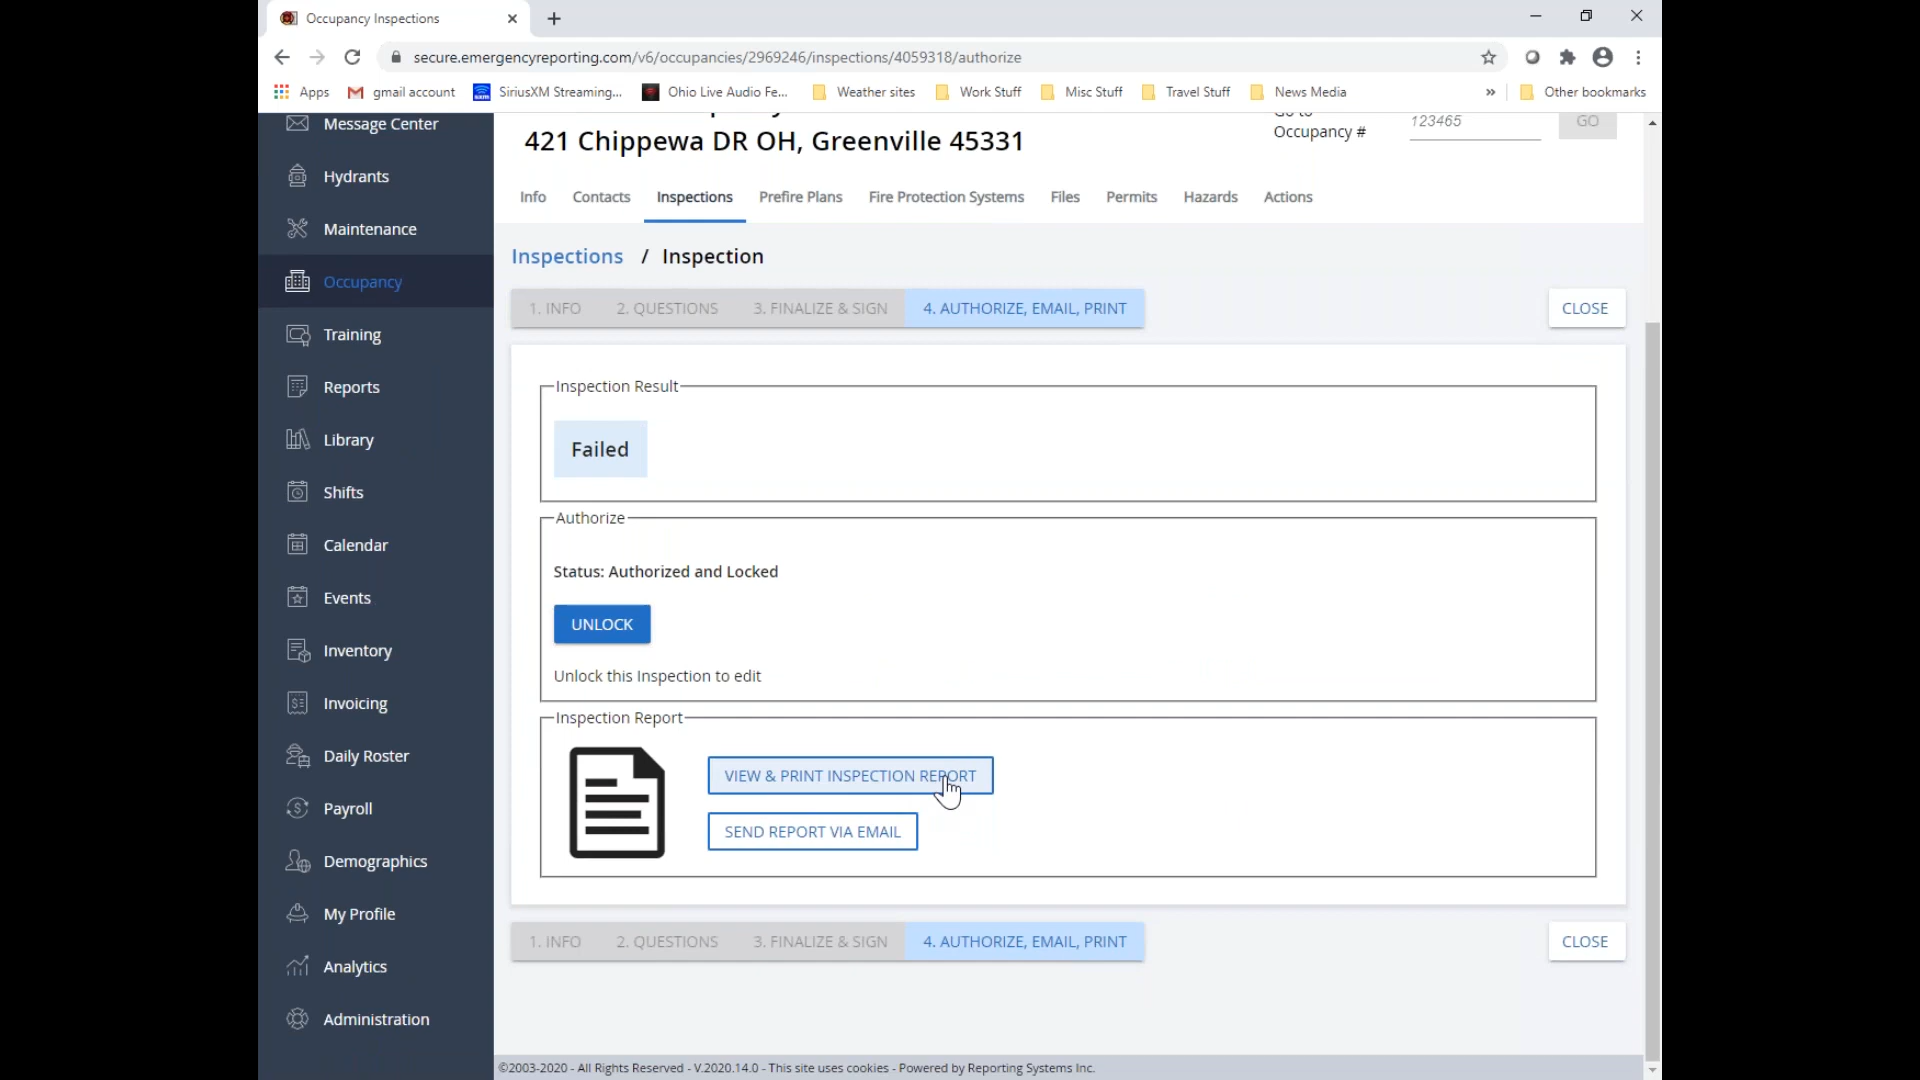 Occupancy Inspections
secure.emergencyreporting.com/v6/occupancies/2969246/inspections/4059318/authorize
Apps
gmail account
SiriusXM Streaming...
Ohio Live Audio Fe...
Weather sites
Work Stuff
Misc Stuff
Travel Stuff
News Media
»
Other bookmarks
Message Center
Hydrants
Maintenance
Occupancy
Training
Reports
Library
Shifts
Calendar
Events
Inventory
Invoicing
Daily Roster
Payroll
Demographics
My Profile
Analytics
Administration
421 Chippewa DR OH, Greenville 45331
Go to
Occupancy #
123465
GO
Info
Contacts
Inspections
Prefire Plans
Fire Protection Systems
Files
Permits
Hazards
Actions
Inspections / Inspection
1. INFO
2. QUESTIONS
3. FINALIZE & SIGN
4. AUTHORIZE, EMAIL, PRINT
CLOSE
Inspection Result
Failed
Authorize
Status: Authorized and Locked
UNLOCK
Unlock this Inspection to edit
Inspection Report
VIEW & PRINT INSPECTION REPORT
SEND REPORT VIA EMAIL
1. INFO
2. QUESTIONS
3. FINALIZE & SIGN
4. AUTHORIZE, EMAIL, PRINT
CLOSE
©2003-2020 - All Rights Reserved - V.2020.14.0 - This site uses cookies - Powered by Reporting Systems Inc.